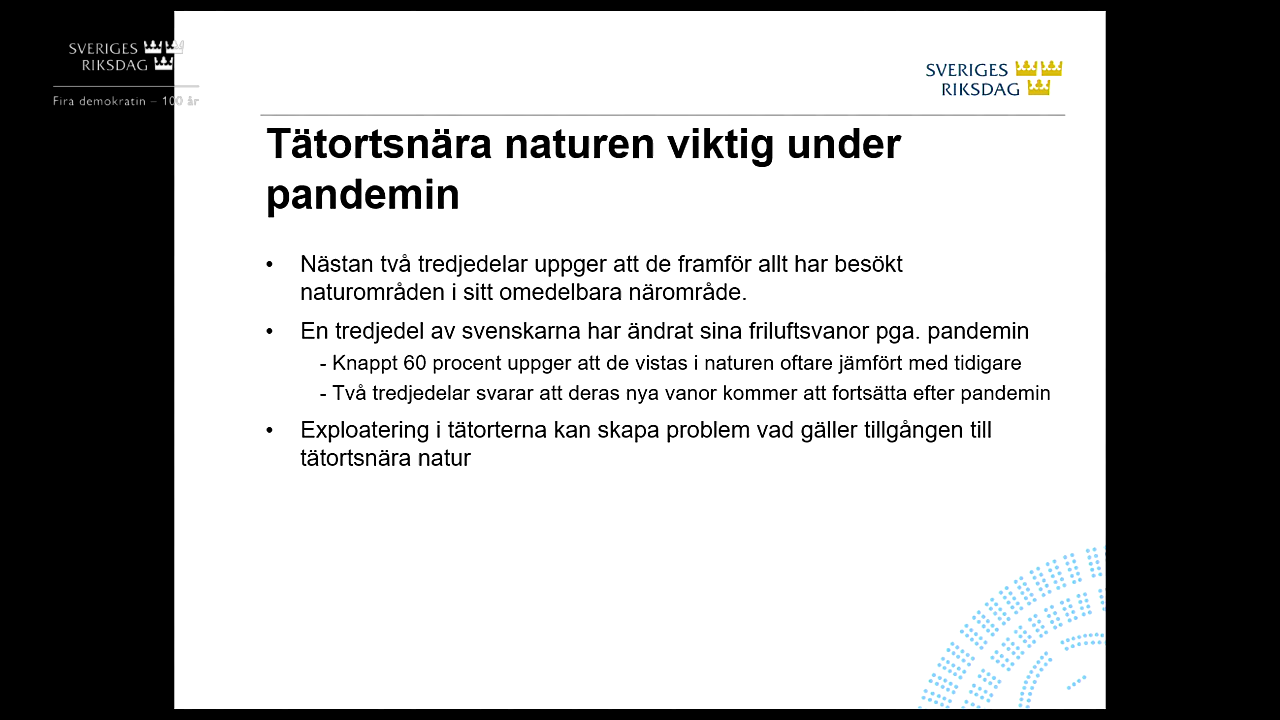 SVERIGES
RIKSDAG
Fira demokratin – 100 år
SVERIGES
RIKSDAG
Tätortsnära naturen viktig under
pandemin
• Nästan två tredjedelar uppger att de framför allt har besökt
naturområden i sitt omedelbara närområde.
• En tredjedel av svenskarna har ändrat sina friluftsvanor pga. pandemin
- Knappt 60 procent uppger att de vistas i naturen oftare jämfört med tidigare
- Två tredjedelar svarar att deras nya vanor kommer att fortsätta efter pandemin
• Exploatering i tätorterna kan skapa problem vad gäller tillgången till
tätortsnära natur